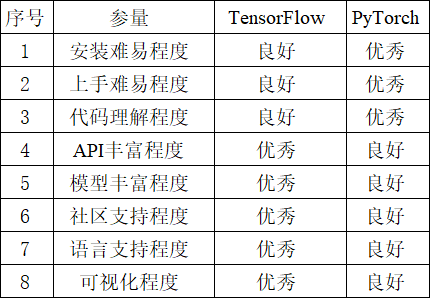 序号 参量 TensorFlow PyTorch
1 安装难易程度 良好 优秀
2 上手难易程度 良好 优秀
3 代码理解程度 良好 优秀
4 API丰富程度 优秀 良好
5 模型丰富程度 优秀 良好
6 社区支持程度 优秀 良好
7 语言支持程度 优秀 良好
8 可视化程度 优秀 良好